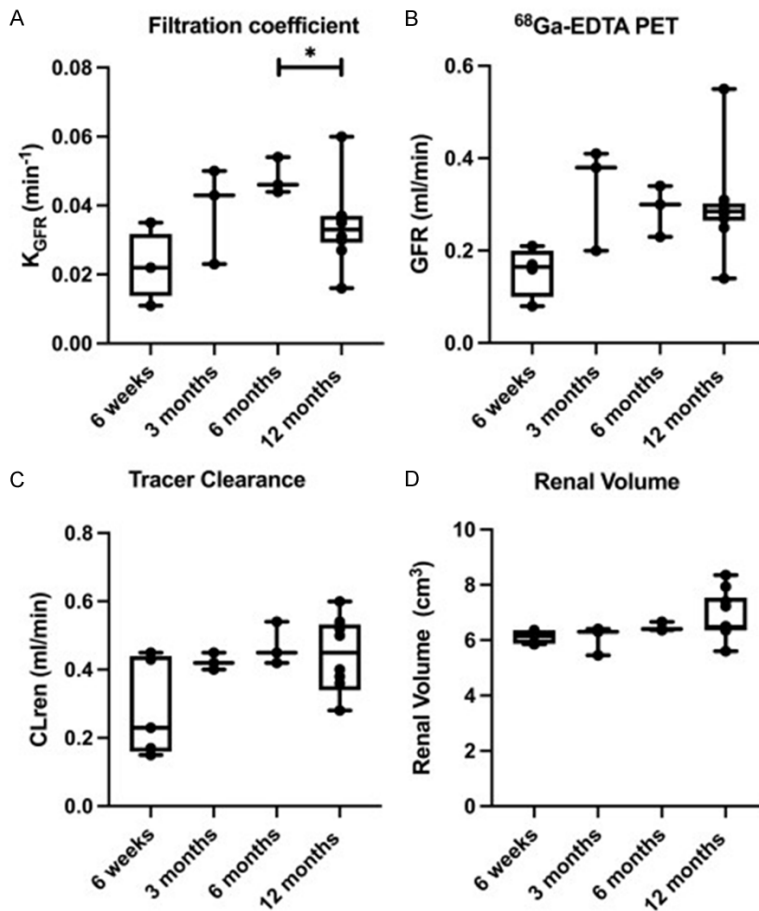 A
Filtration coefficient
*
K_GFR (min⁻¹)
0.08
0.06
0.04
0.02
0.00
6 weeks
3 months
6 months
12 months
B
⁶⁸Ga-EDTA PET
GFR (ml/min)
0.6
0.4
0.2
0.0
6 weeks
3 months
6 months
12 months
C
Tracer Clearance
CLren (ml/min)
0.8
0.6
0.4
0.2
0.0
6 weeks
3 months
6 months
12 months
D
Renal Volume
Renal Volume (cm³)
10
8
6
4
2
0
6 weeks
3 months
6 months
12 months